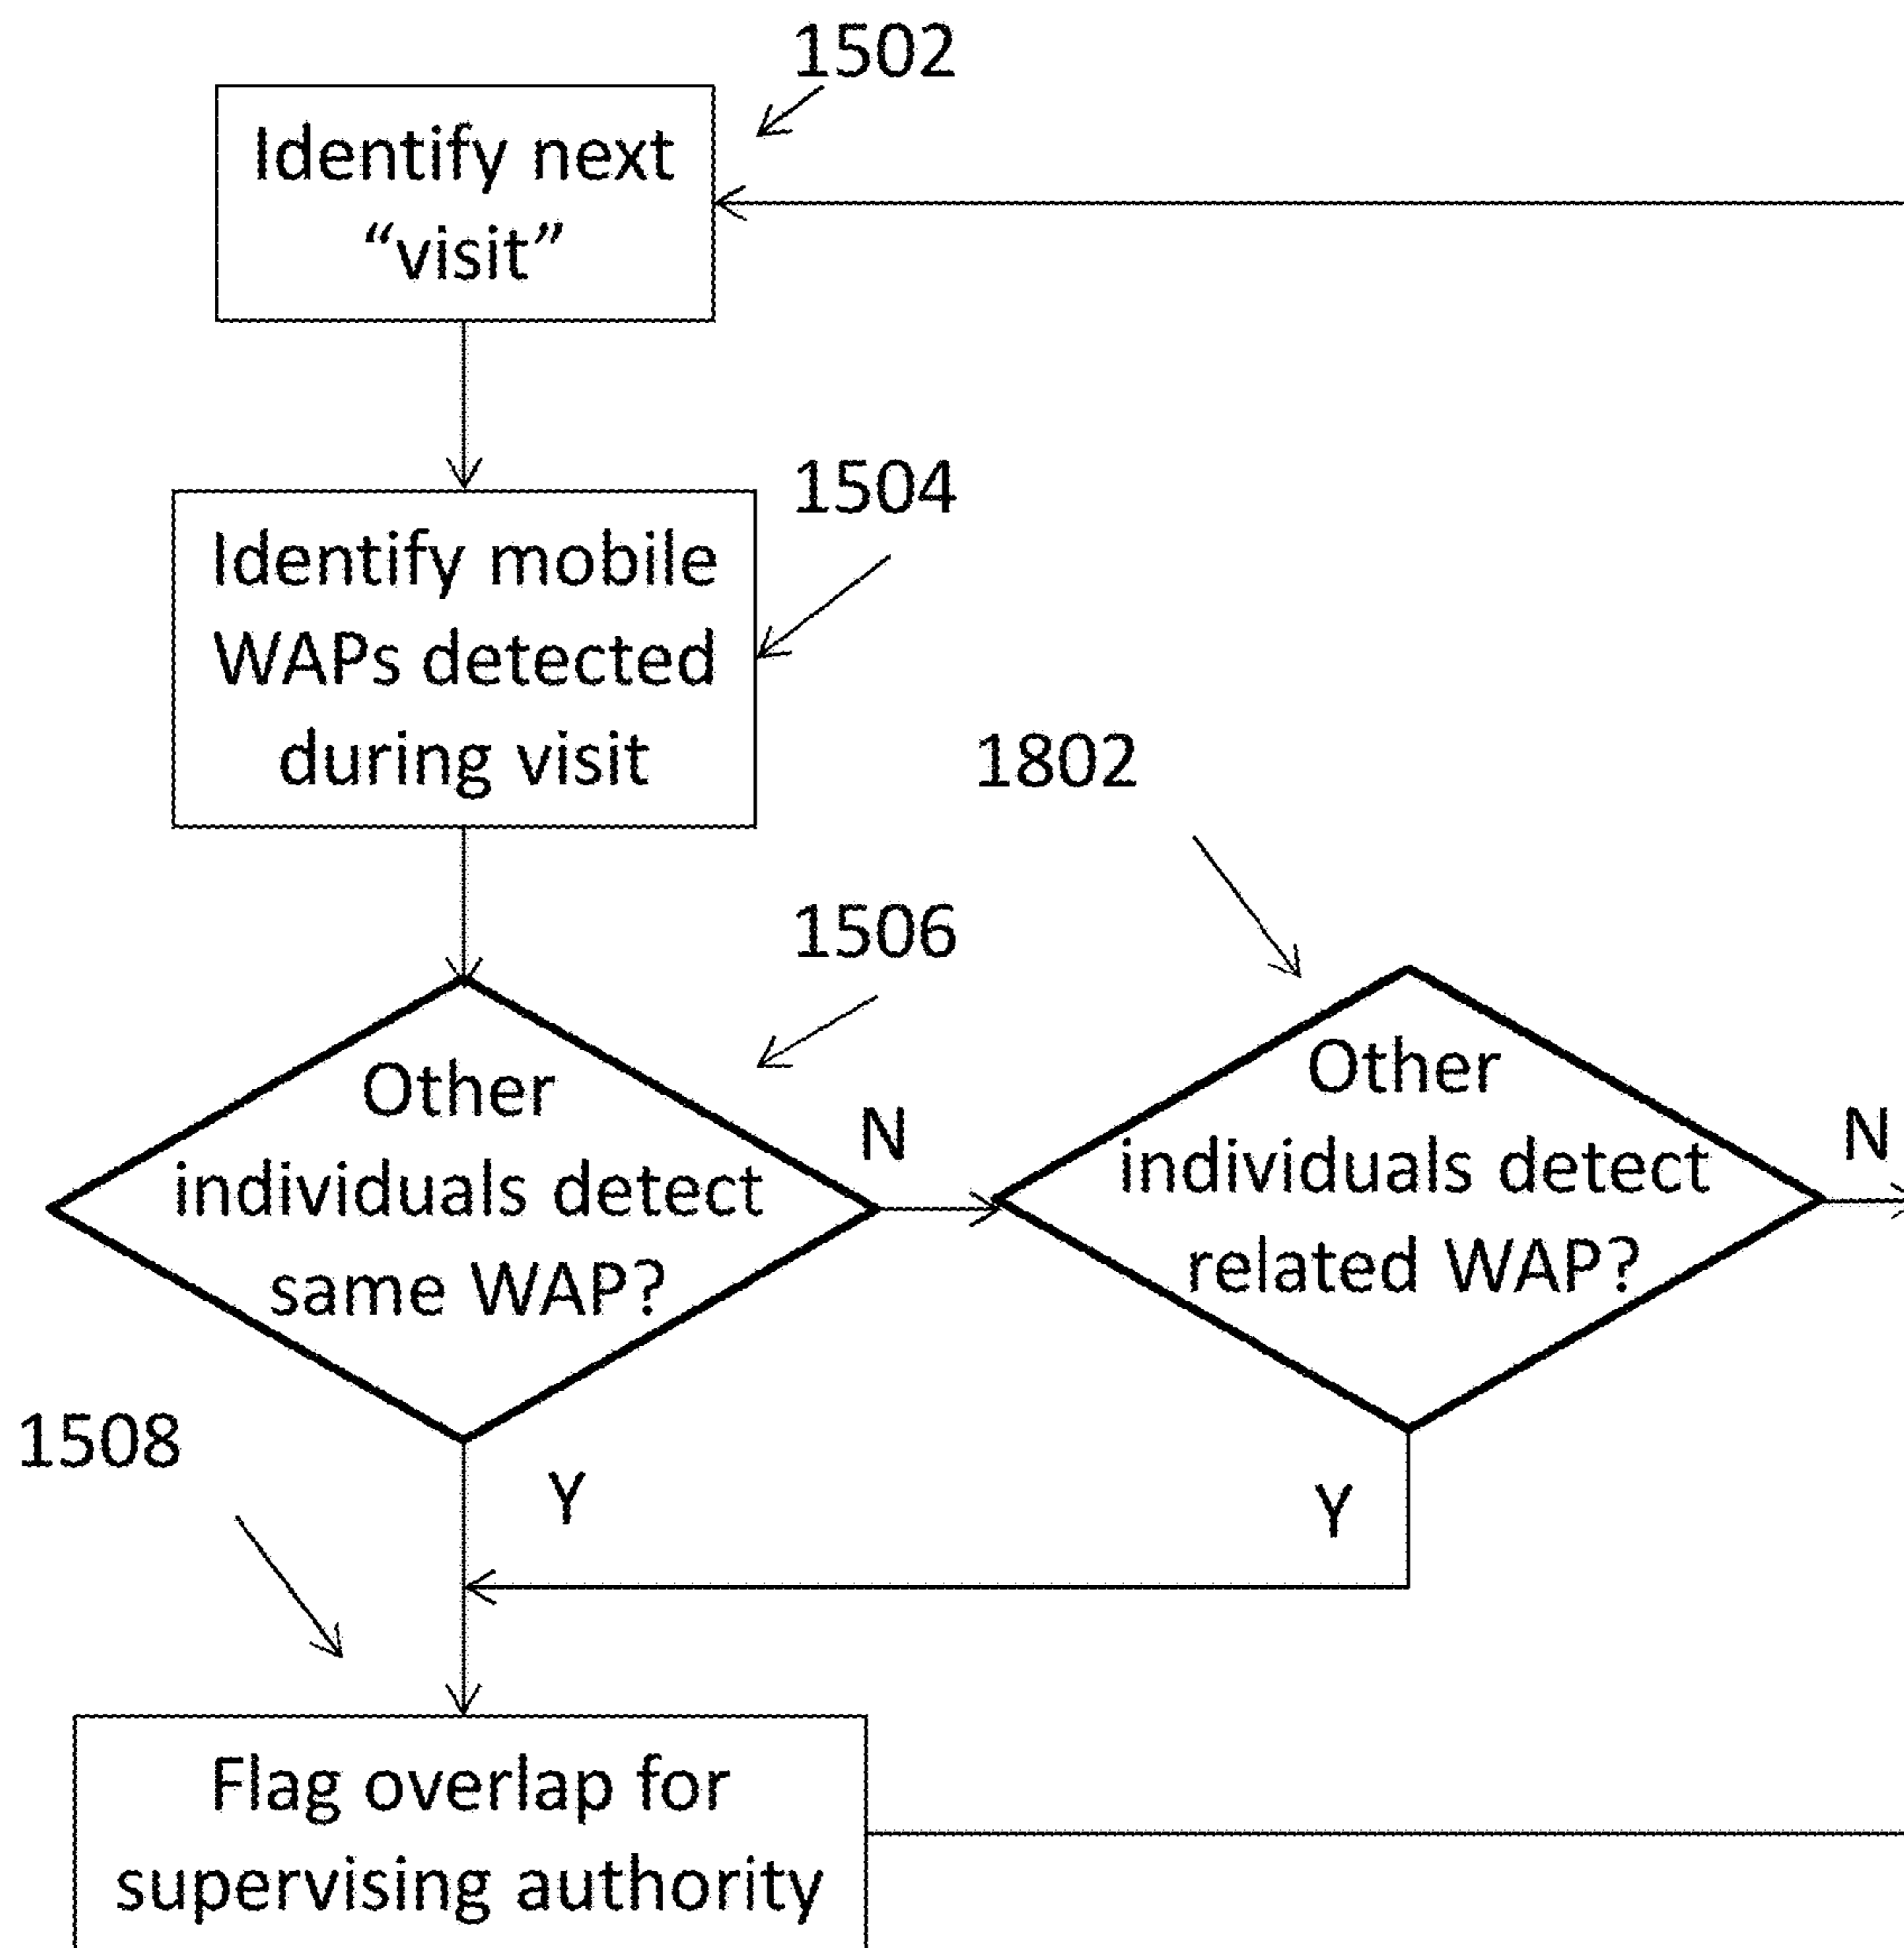 1502
Identify next
“visit”
1504
Identify mobile
WAPs detected
during visit
1802
1506
Other
individuals detect
same WAP?
N
Other
individuals detect
related WAP?
N
1508
Y
Y
Flag overlap for
supervising authority